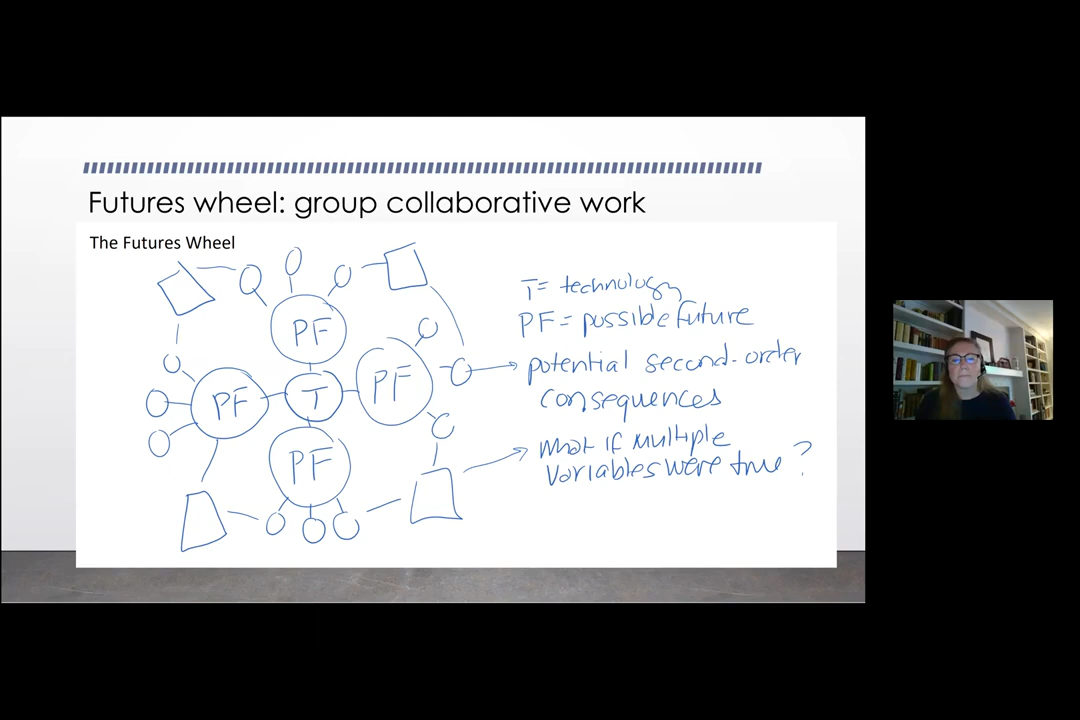 Futures wheel: group collaborative work
The Futures Wheel
PF
PF
T
PF
PF
T= technology
PF = possible future
potential second-order
consequences
what if multiple
variables were true?